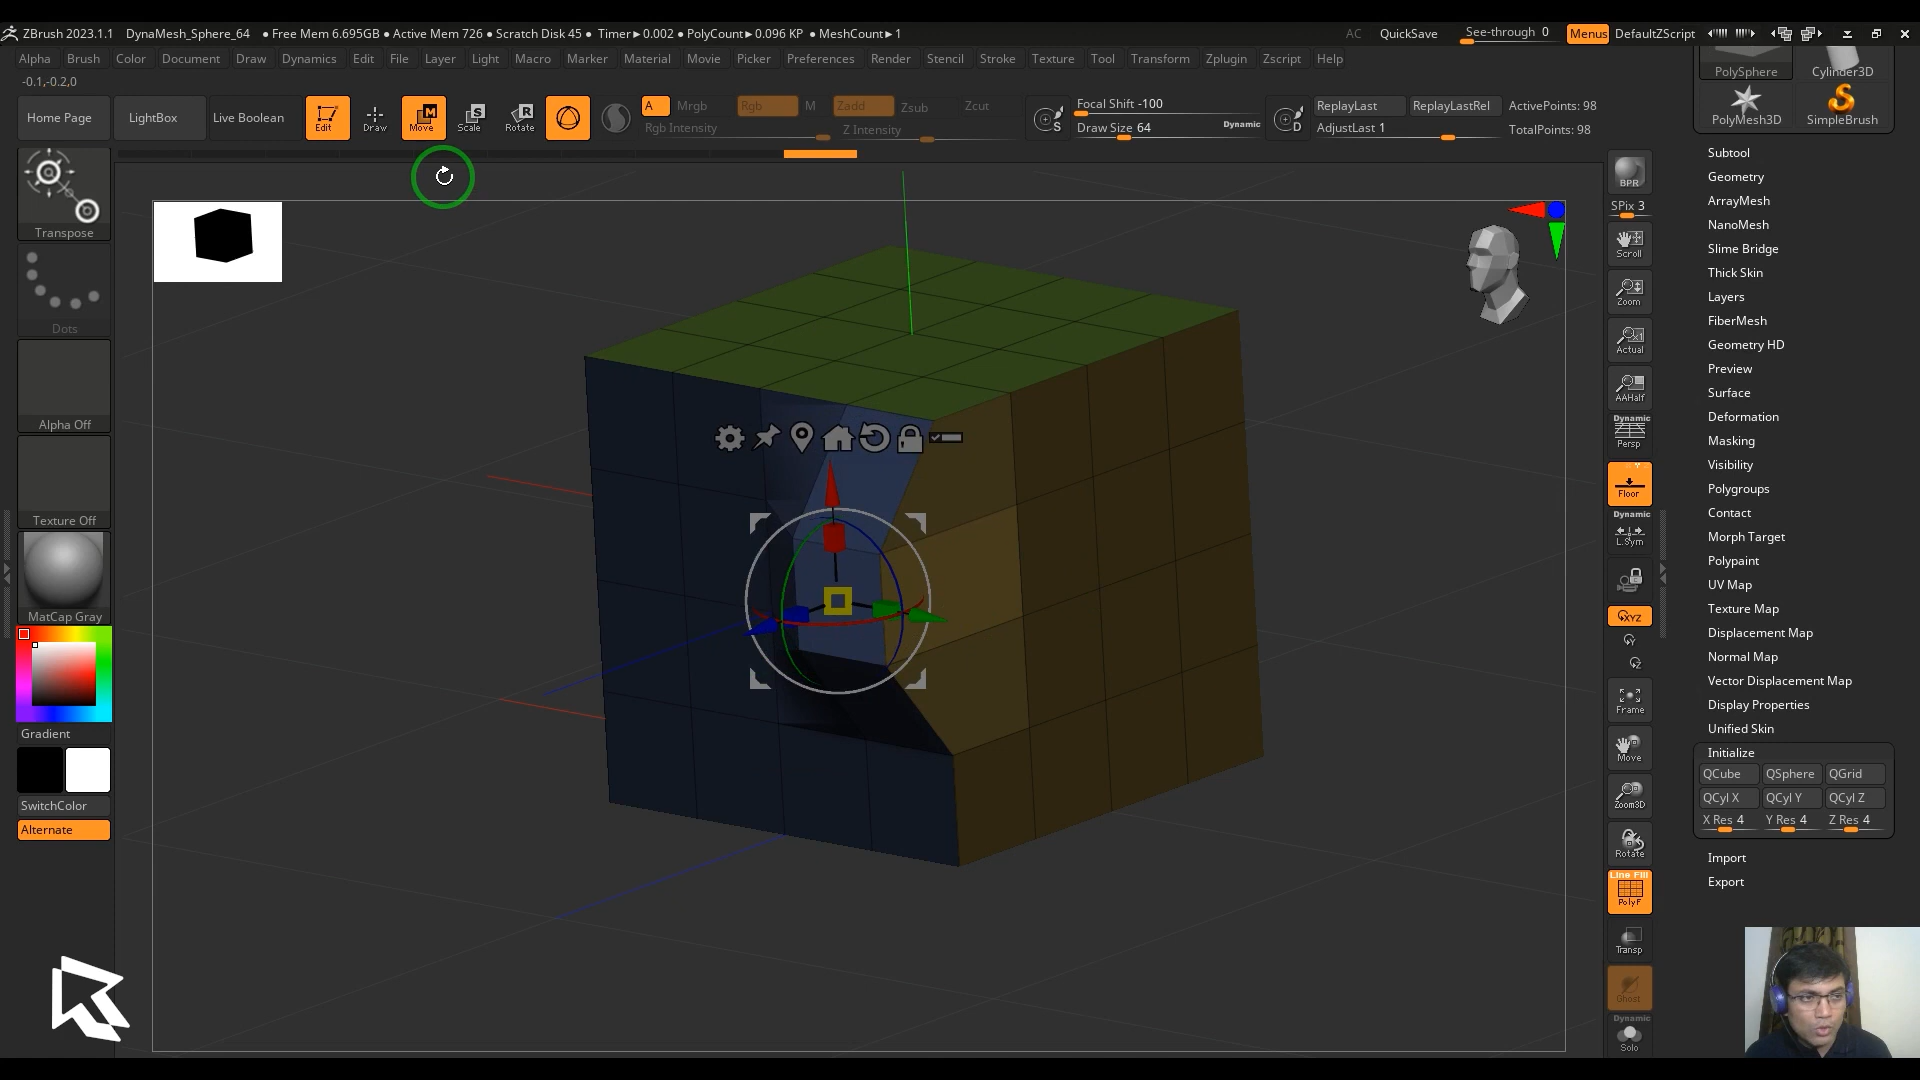 ZBrush 2023.1.1 DynaMesh_Sphere_64 ● Free Mem 6.695GB ● Active Mem 726 ● Scratch Disk 45 ● Timer►0.002 ● PolyCount►0.096 KP ● MeshCount►1 AC QuickSave See-through 0 Menus DefaultZScript
Alpha Brush Color Document Draw Dynamics Edit File Layer Light Macro Marker Material Movie Picker Preferences Render Stencil Stroke Texture Tool Transform Zplugin Zscript Help
-0.1,-0.2,0
Home Page LightBox Live Boolean Edit Draw Move Scale Rotate
A Mrgb Rgb M Zadd Zsub Zcut
Rgb Intensity Z Intensity
S Focal Shift -100
Draw Size 64 Dynamic
D ReplayLast ReplayLastRel ActivePoints: 98
AdjustLast 1 TotalPoints: 98
PolySphere Cylinder3D
PolyMesh3D SimpleBrush
Transpose
Dots
Alpha Off
Texture Off
MatCap Gray
Gradient
SwitchColor
Alternate
BPR
SPix 3
Scroll
Zoom
Actual
AAHalf
Dynamic
Persp
Floor
Dynamic
L.Sym
XYZ
Y
Z
Frame
Move
Zoom3D
Rotate
Line Fill
PolyF
Transp
Ghost
Dynamic
Solo
Subtool
Geometry
ArrayMesh
NanoMesh
Slime Bridge
Thick Skin
Layers
FiberMesh
Geometry HD
Preview
Surface
Deformation
Masking
Visibility
Polygroups
Contact
Morph Target
Polypaint
UV Map
Texture Map
Displacement Map
Normal Map
Vector Displacement Map
Display Properties
Unified Skin
Initialize
QCube QSphere QGrid
QCyl X QCyl Y QCyl Z
X Res 4 Y Res 4 Z Res 4
Import
Export